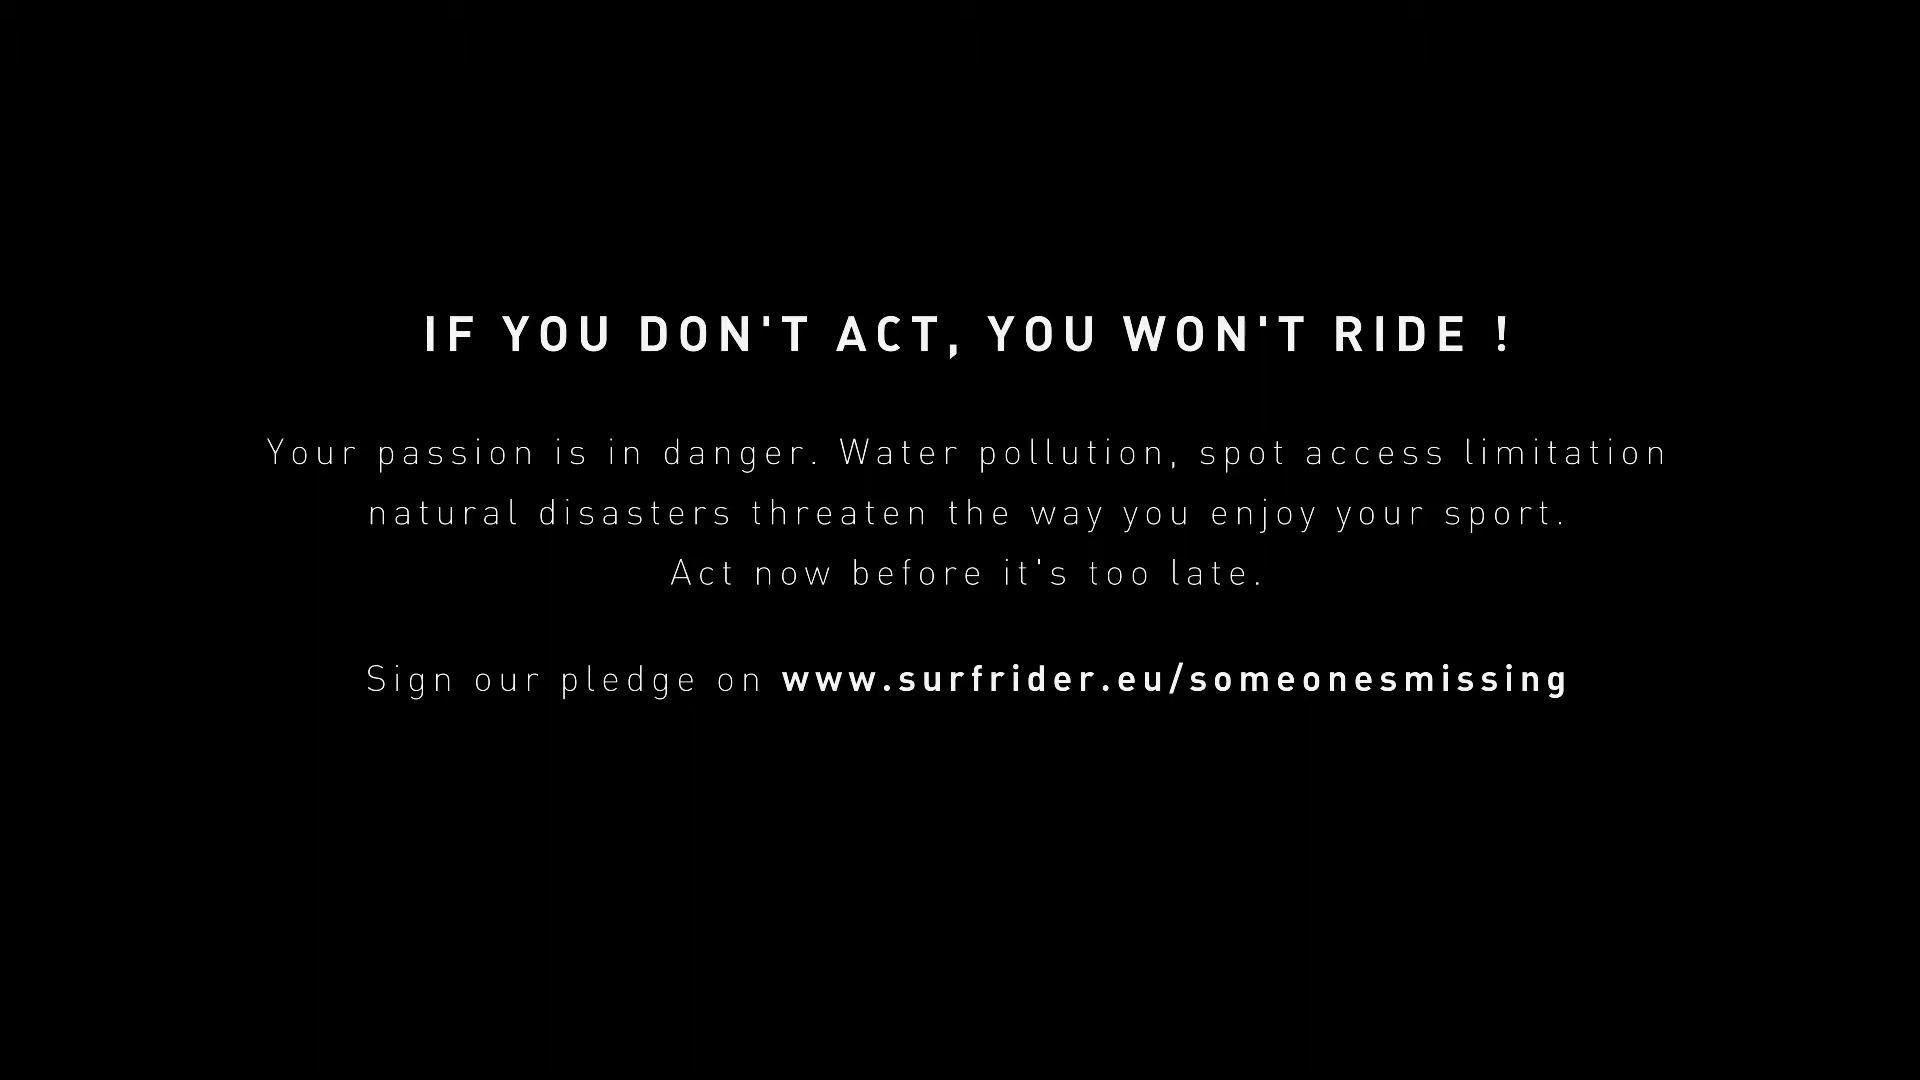 IF YOU DON'T ACT, YOU WON'T RIDE !
Your passion is in danger. Water pollution, spot access limitation
natural disasters threaten the way you enjoy your sport.
Act now before it's too late.
Sign our pledge on www.surfrider.eu/someonesmissing